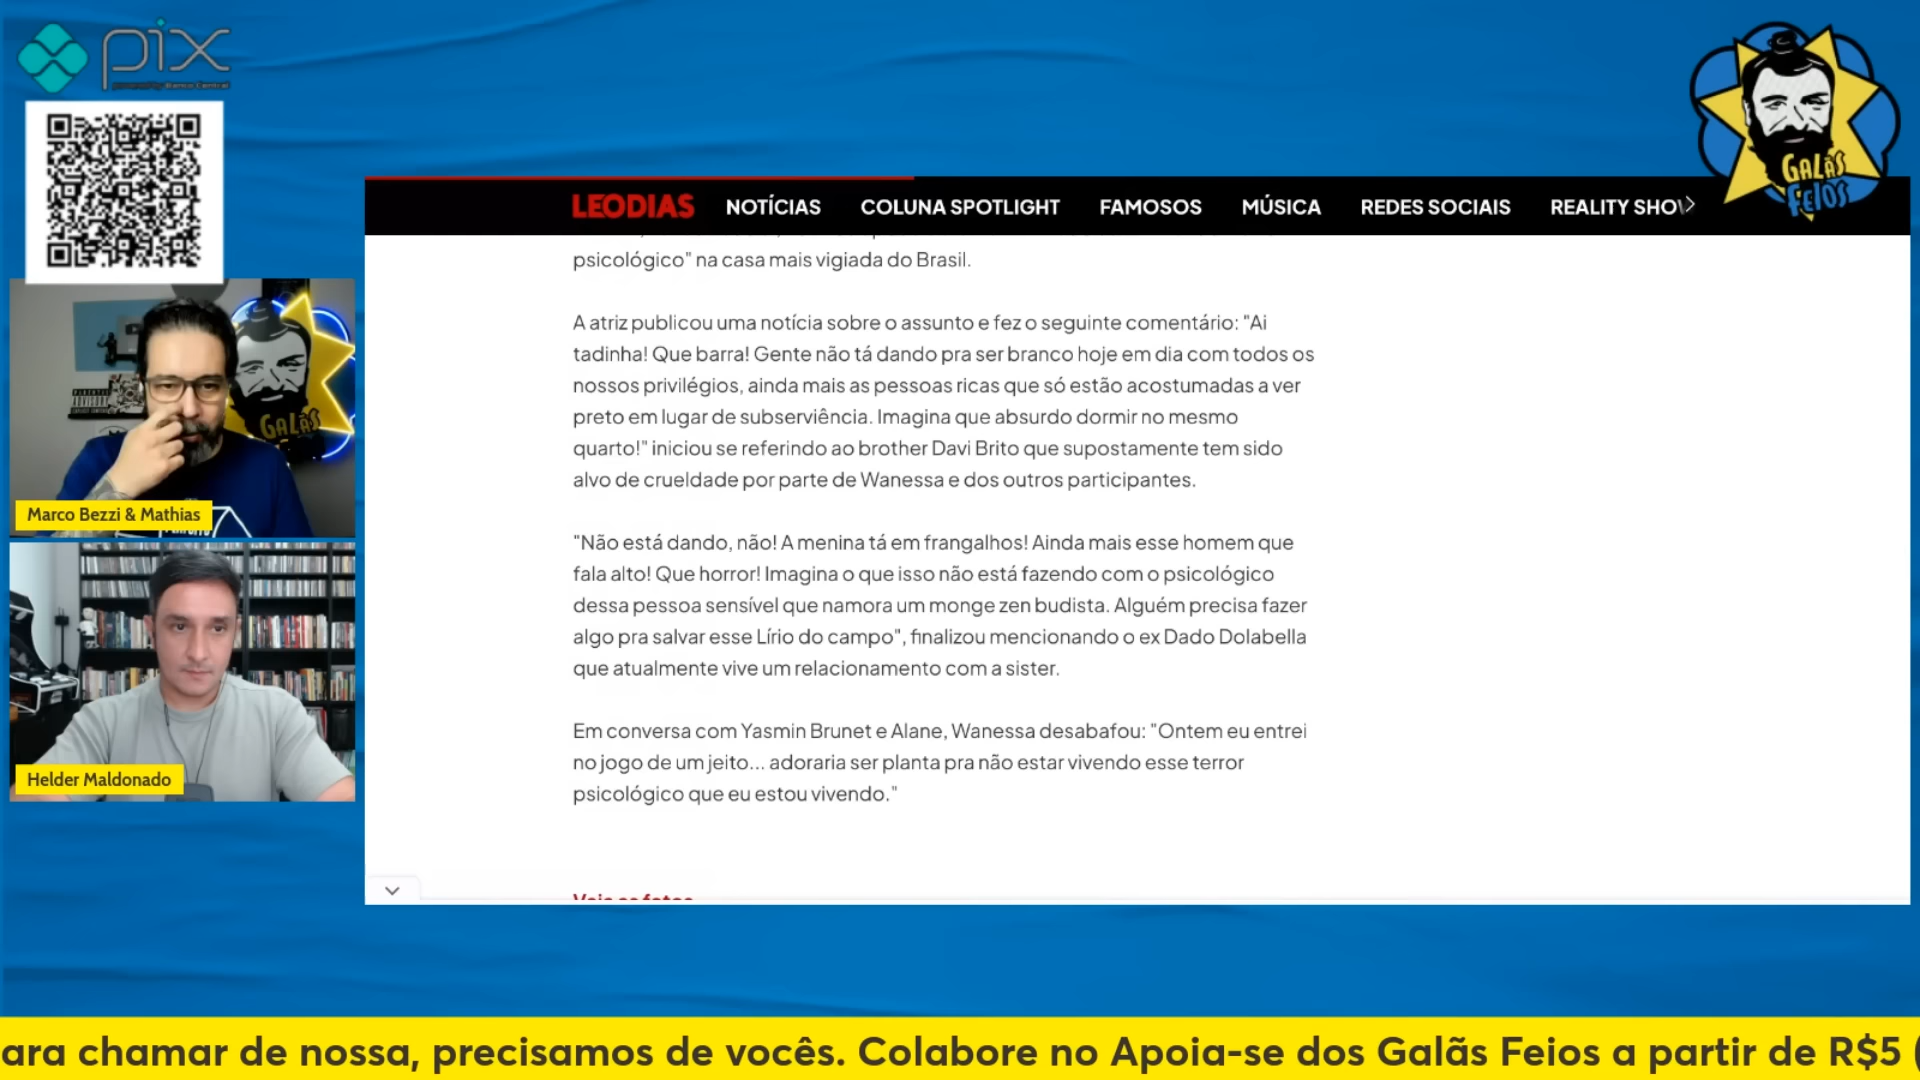 pix
powered by Banco Central
GALÃS
FEIOS
LEODIAS NOTÍCIAS COLUNA SPOTLIGHT FAMOSOS MÚSICA REDES SOCIAIS REALITY SHOW
psicológico" na casa mais vigiada do Brasil.
A atriz publicou uma notícia sobre o assunto e fez o seguinte comentário: "Ai
tadinha! Que barra! Gente não tá dando pra ser branco hoje em dia com todos os
nossos privilégios, ainda mais as pessoas ricas que só estão acostumadas a ver
preto em lugar de subserviência. Imagina que absurdo dormir no mesmo
quarto!" iniciou se referindo ao brother Davi Brito que supostamente tem sido
alvo de crueldade por parte de Wanessa e dos outros participantes.
"Não está dando, não! A menina tá em frangalhos! Ainda mais esse homem que
fala alto! Que horror! Imagina o que isso não está fazendo com o psicológico
dessa pessoa sensível que namora um monge zen budista. Alguém precisa fazer
algo pra salvar esse Lírio do campo", finalizou mencionando o ex Dado Dolabella
que atualmente vive um relacionamento com a sister.
Em conversa com Yasmin Brunet e Alane, Wanessa desabafou: "Ontem eu entrei
no jogo de um jeito... adoraria ser planta pra não estar vivendo esse terror
psicológico que eu estou vivendo."
GALÃS
Marco Bezzi & Mathias
Helder Maldonado
ara chamar de nossa, precisamos de vocês. Colabore no Apoia-se dos Galãs Feios a partir de R$5 (